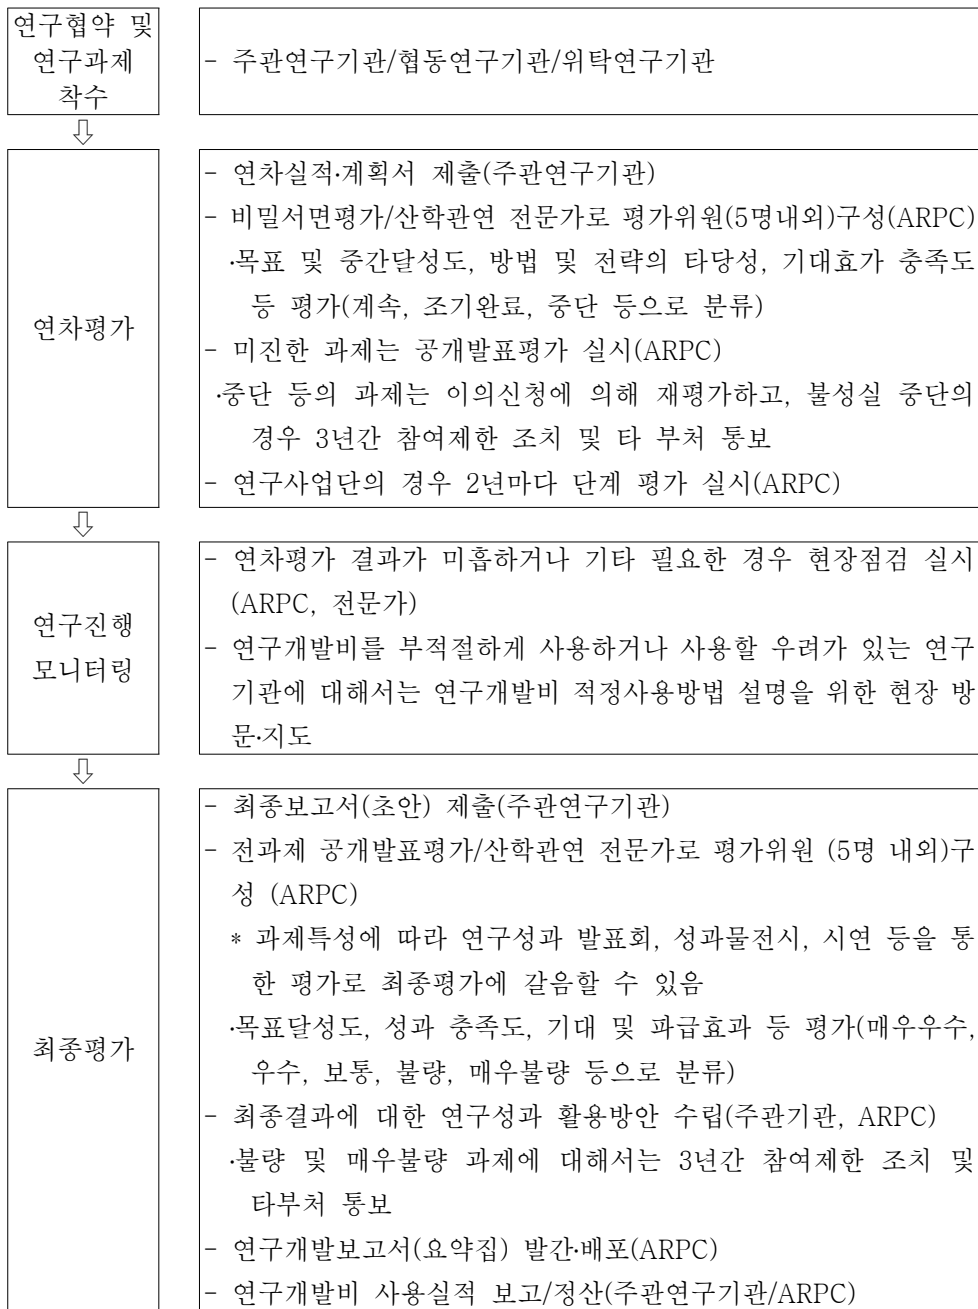 연구협약 및
연구과제
착수
- 주관연구기관/협동연구기관/위탁연구기관
⇩
연차평가
- 연차실적·계획서 제출(주관연구기관)
- 비밀서면평가/산학관연 전문가로 평가위원(5명내외)구성(ARPC)
·목표 및 중간달성도, 방법 및 전략의 타당성, 기대효가 충족도
등 평가(계속, 조기완료, 중단 등으로 분류)
- 미진한 과제는 공개발표평가 실시(ARPC)
·중단 등의 과제는 이의신청에 의해 재평가하고, 불성실 중단의
경우 3년간 참여제한 조치 및 타 부처 통보
- 연구사업단의 경우 2년마다 단계 평가 실시(ARPC)
⇩
연구진행
모니터링
- 연차평가 결과가 미흡하거나 기타 필요한 경우 현장점검 실시
(ARPC, 전문가)
- 연구개발비를 부적절하게 사용하거나 사용할 우려가 있는 연구
기관에 대해서는 연구개발비 적정사용방법 설명을 위한 현장 방
문·지도
⇩
최종평가
- 최종보고서(초안) 제출(주관연구기관)
- 전과제 공개발표평가/산학관연 전문가로 평가위원 (5명 내외)구
성 (ARPC)
* 과제특성에 따라 연구성과 발표회, 성과물전시, 시연 등을 통
한 평가로 최종평가에 갈음할 수 있음
·목표달성도, 성과 충족도, 기대 및 파급효과 등 평가(매우우수,
우수, 보통, 불량, 매우불량 등으로 분류)
- 최종결과에 대한 연구성과 활용방안 수립(주관기관, ARPC)
·불량 및 매우불량 과제에 대해서는 3년간 참여제한 조치 및
타부처 통보
- 연구개발보고서(요약집) 발간·배포(ARPC)
- 연구개발비 사용실적 보고/정산(주관연구기관/ARPC)